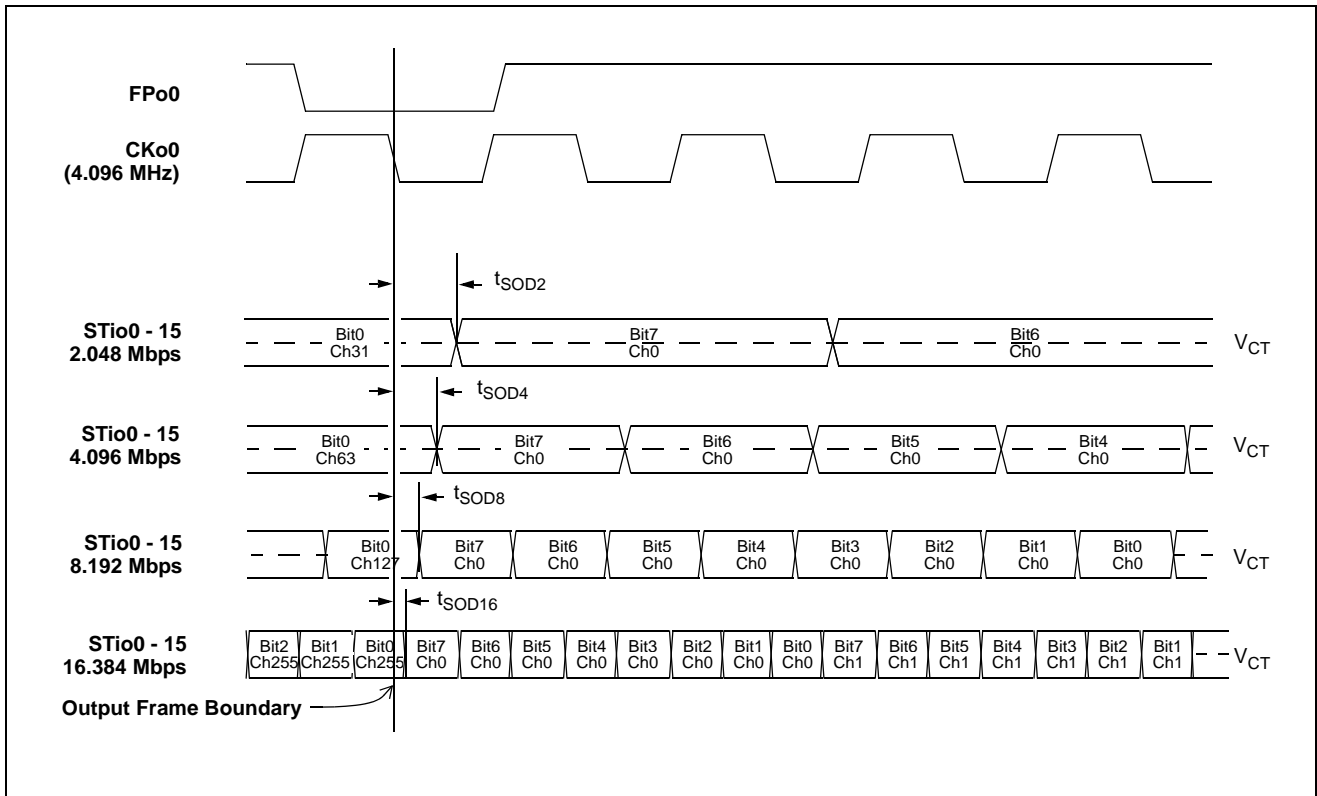 FPo0
CKo0
(4.096 MHz)
tSOD2
STio0 - 15
2.048 Mbps
Bit0
Ch31
Bit7
Ch0
Bit6
Ch0
VCT
tSOD4
STio0 - 15
4.096 Mbps
Bit0
Ch63
Bit7
Ch0
Bit6
Ch0
Bit5
Ch0
Bit4
Ch0
VCT
tSOD8
STio0 - 15
8.192 Mbps
Bit0
Ch127
Bit7
Ch0
Bit6
Ch0
Bit5
Ch0
Bit4
Ch0
Bit3
Ch0
Bit2
Ch0
Bit1
Ch0
Bit0
Ch0
VCT
tSOD16
STio0 - 15
16.384 Mbps
Bit2
Ch255
Bit1
Ch255
Bit0
Ch255
Bit7
Ch0
Bit6
Ch0
Bit5
Ch0
Bit4
Ch0
Bit3
Ch0
Bit2
Ch0
Bit1
Ch0
Bit0
Ch0
Bit7
Ch1
Bit6
Ch1
Bit5
Ch1
Bit4
Ch1
Bit3
Ch1
Bit2
Ch1
Bit1
Ch1
VCT
Output Frame Boundary